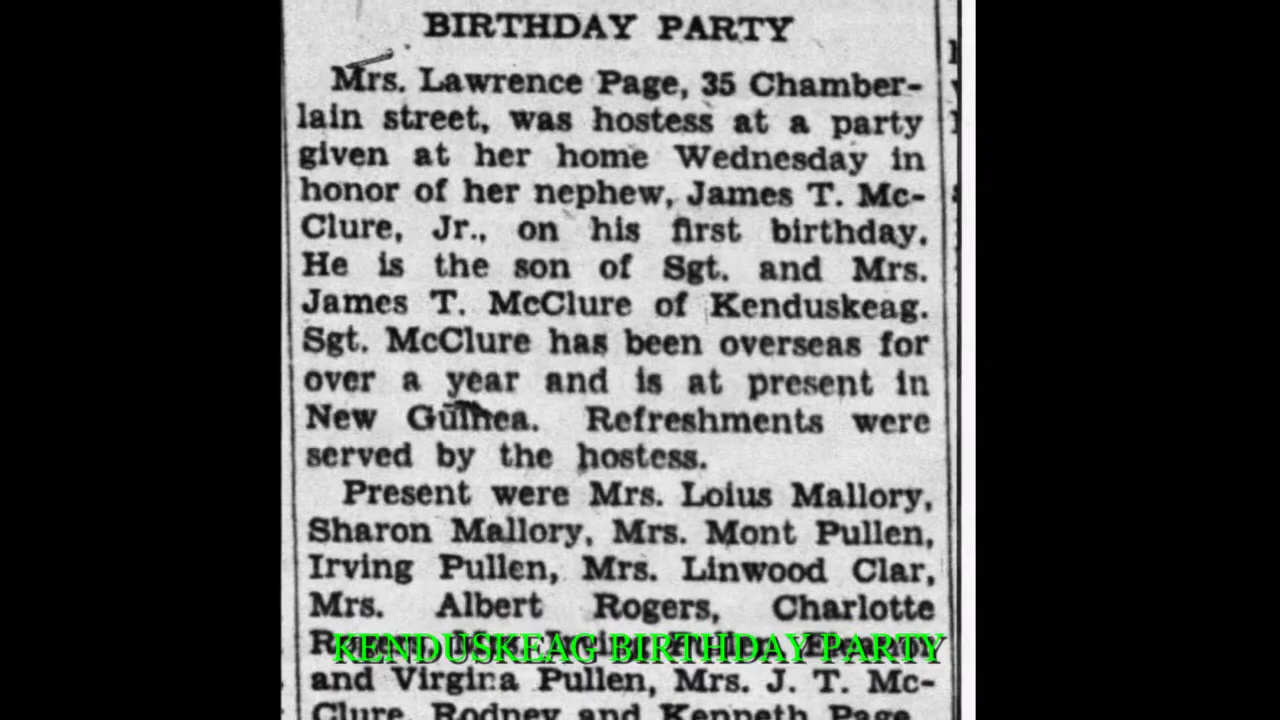 BIRTHDAY PARTY
Mrs. Lawrence Page, 35 Chamber-
lain street, was hostess at a party
given at her home Wednesday in
honor of her nephew, James T. Mc-
Clure, Jr., on his first birthday.
He is the son of Sgt. and Mrs.
James T. McClure of Kenduskeag.
Sgt. McClure has been overseas for
over a year and is at present in
New Guinea. Refreshments were
served by the hostess.
Present were Mrs. Loius Mallory,
Sharon Mallory, Mrs. Mont Pullen,
Irving Pullen, Mrs. Linwood Clar,
Mrs. Albert Rogers, Charlotte
KENDUSKEAG BIRTHDAY PARTY
and Virgina Pullen, Mrs. J. T. Mc-
Clure, Rodney and Kenneth Page.